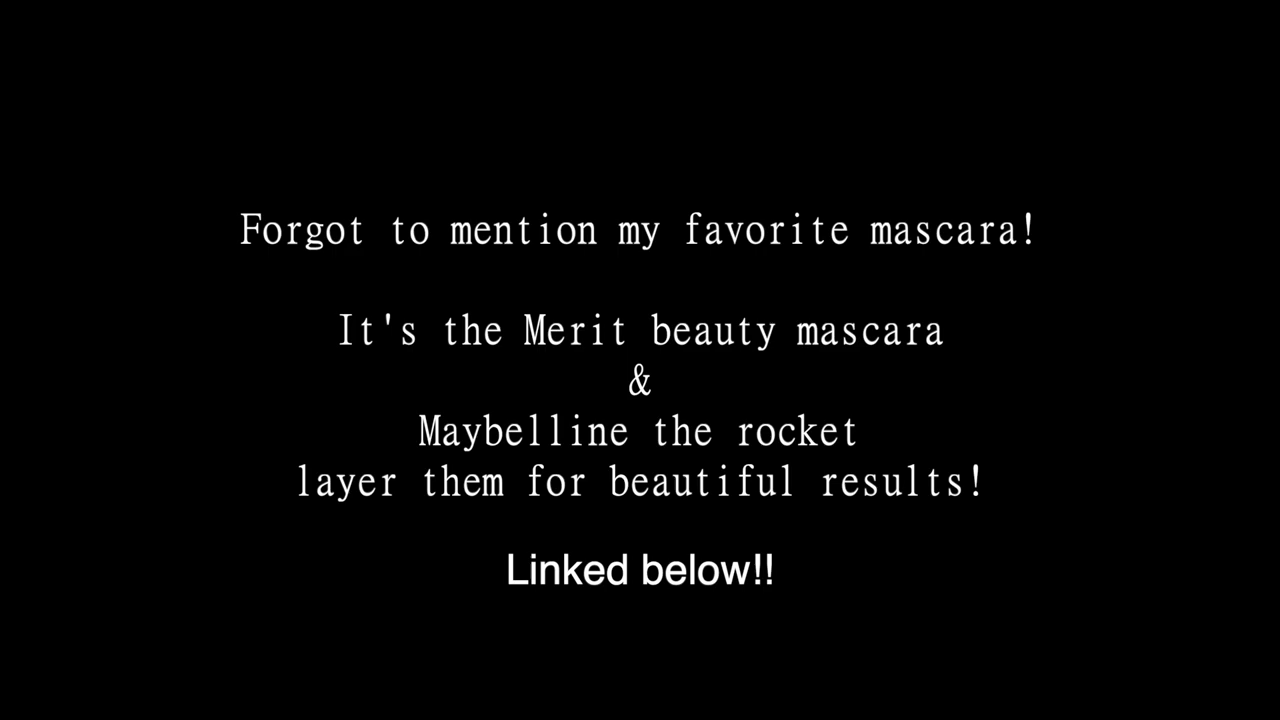 Forgot to mention my favorite mascara!
It's the Merit beauty mascara
&
Maybelline the rocket
layer them for beautiful results!
Linked below!!